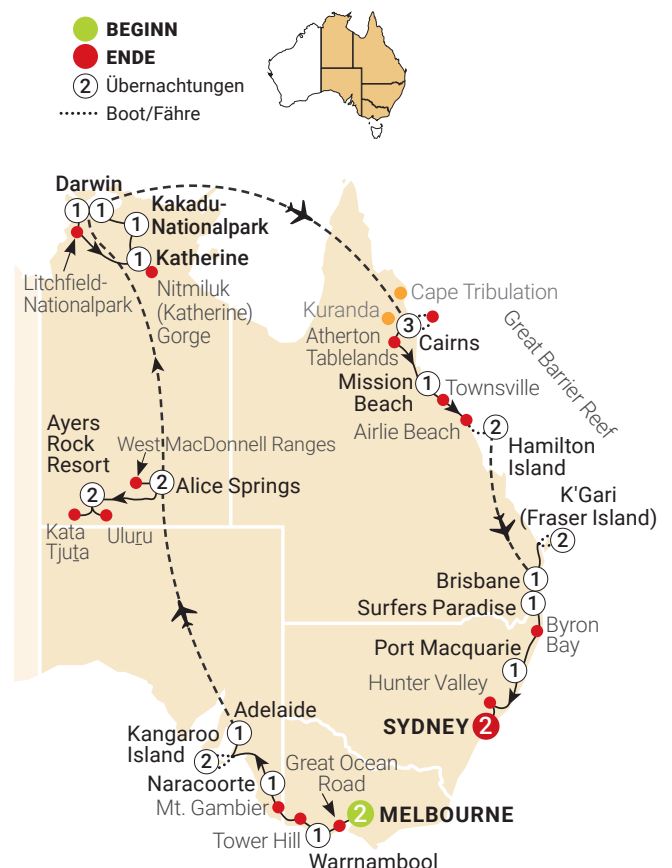 BEGINN
ENDE
2 Übernachtungen
Boot/Fähre
Darwin
1
1
Kakadu-
Nationalpark
1
Katherine
1
Litchfield-
Nationalpark
Nitmiluk
(Katherine)
Gorge
Cape Tribulation
Kuranda
Atherton
Tablelands
3
Cairns
Great Barrier Reef
Mission
Beach
1
Townsville
Airlie Beach
2
Hamilton
Island
Ayers
Rock
Resort
West MacDonnell Ranges
2
2
Alice Springs
Kata
Tjuṯa
Uluṟu
K'Gari
(Fraser Island)
2
Brisbane
1
Surfers Paradise
1
Byron
Bay
Port Macquarie
1
Hunter Valley
SYDNEY
2
Adelaide
1
Kangaroo
Island
2
Naracoorte
1
Great Ocean
Road
Mt. Gambier
2
MELBOURNE
Tower Hill
1
Warrnambool